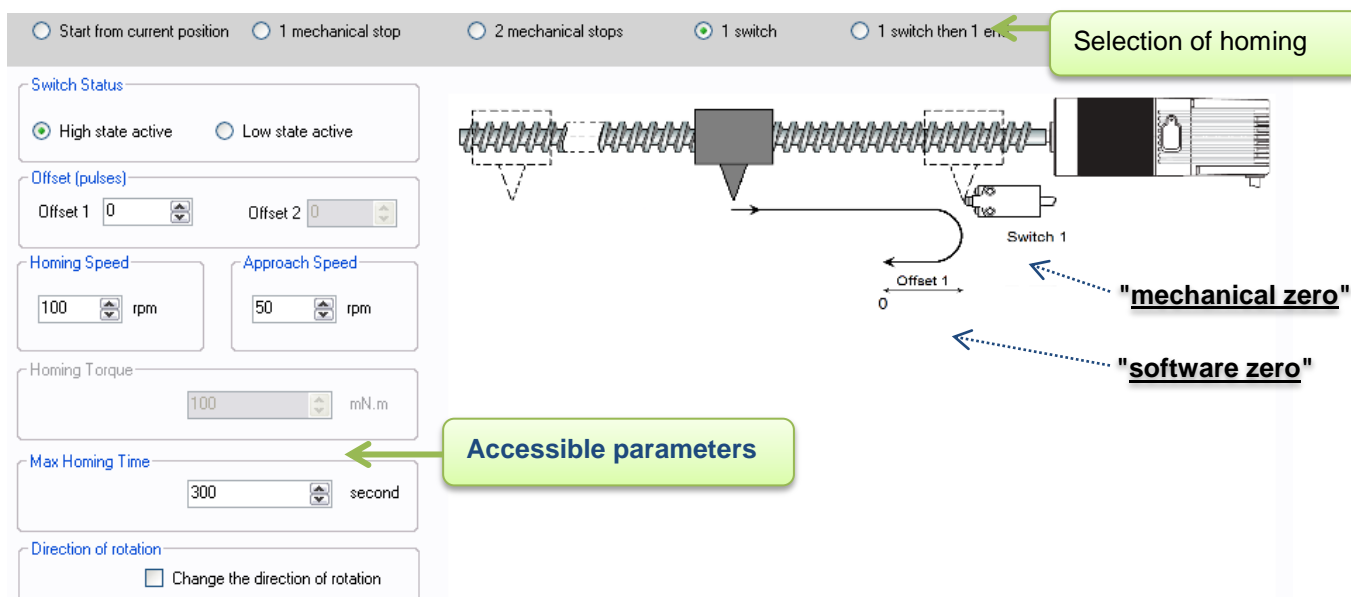 Start from current position 1 mechanical stop 2 mechanical stops 1 switch 1 switch then 1
Selection of homing
Switch Status
High state active Low state active
Offset (pulses)
Offset 1 0 Offset 2 0
Homing Speed Approach Speed
100 rpm 50 rpm
Homing Torque
100 mN.m
Max Homing Time
300 second
Direction of rotation
Change the direction of rotation
Accessible parameters
Switch 1
Offset 1
0
"mechanical zero"
"software zero"